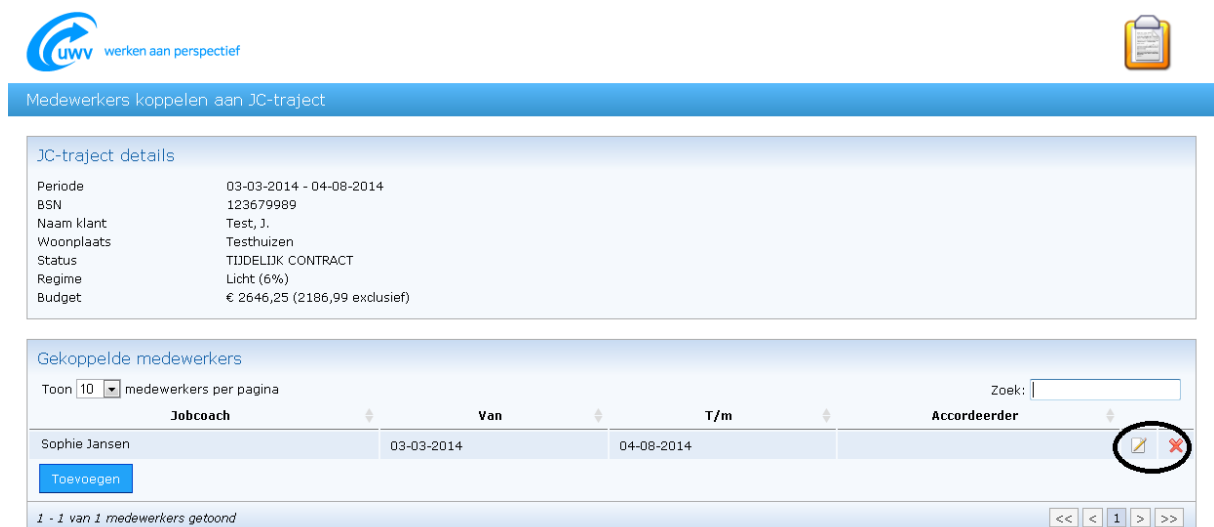 uwv werken aan perspectief
Medewerkers koppelen aan JC-traject
JC-traject details
Periode 03-03-2014 - 04-08-2014
BSN 123679989
Naam klant Test, J.
Woonplaats Testhuizen
Status TIJDELIJK CONTRACT
Regime Licht (6%)
Budget € 2646,25 (2186,99 exclusief)
Gekoppelde medewerkers
Toon 10 medewerkers per pagina Zoek:
Jobcoach Van T/m Accordeerder
Sophie Jansen 03-03-2014 04-08-2014
Toevoegen
1 - 1 van 1 medewerkers getoond << < 1 > >>